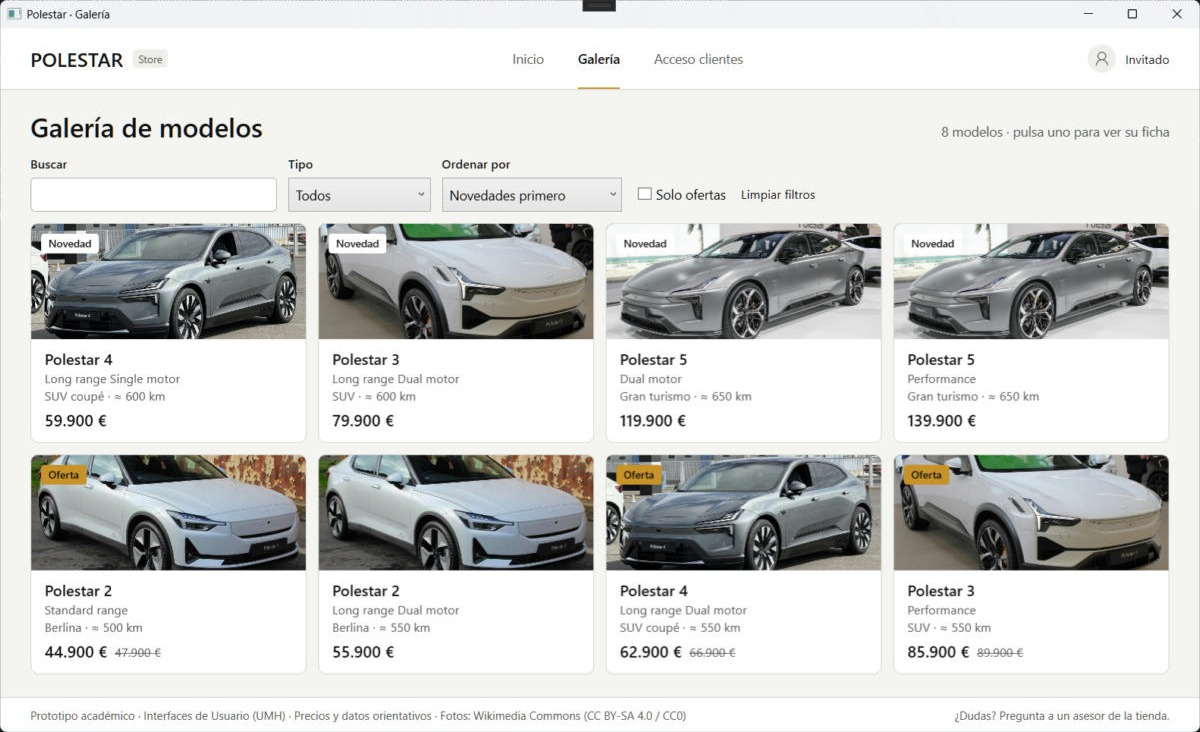 Polestar · Galería
POLESTAR Store
Inicio Galería Acceso clientes
Invitado
Galería de modelos
8 modelos · pulsa uno para ver su ficha
Buscar Tipo Ordenar por
Todos Novedades primero Solo ofertas Limpiar filtros
Novedad
Polestar 4
Long range Single motor
SUV coupé · ≈ 600 km
59.900 €
Novedad
Polestar 3
Long range Dual motor
SUV · ≈ 600 km
79.900 €
Novedad
Polestar 5
Dual motor
Gran turismo · ≈ 650 km
119.900 €
Novedad
Polestar 5
Performance
Gran turismo · ≈ 650 km
139.900 €
Oferta
Polestar 2
Standard range
Berlina · ≈ 500 km
44.900 € 47.900 €
Polestar 2
Long range Dual motor
Berlina · ≈ 550 km
55.900 €
Oferta
Polestar 4
Long range Dual motor
SUV coupé · ≈ 550 km
62.900 € 66.900 €
Oferta
Polestar 3
Performance
SUV · ≈ 550 km
85.900 € 89.900 €
Prototipo académico · Interfaces de Usuario (UMH) · Precios y datos orientativos · Fotos: Wikimedia Commons (CC BY-SA 4.0 / CC0)
¿Dudas? Pregunta a un asesor de la tienda.